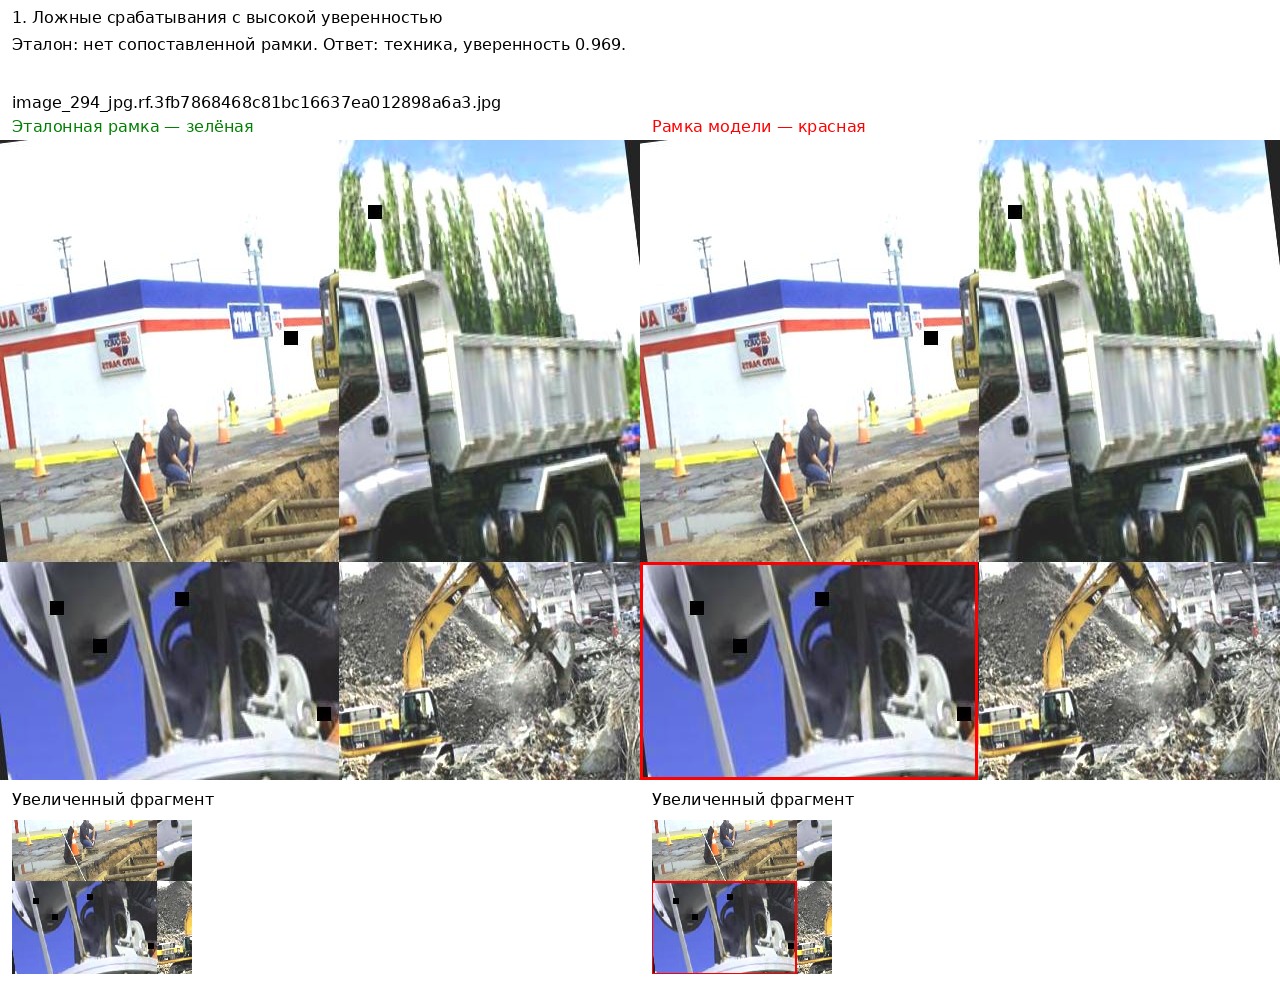 1. Ложные срабатывания с высокой уверенностью
Эталон: нет сопоставленной рамки. Ответ: техника, уверенность 0.969.
image_294_jpg.rf.3fb7868468c81bc16637ea012898a6a3.jpg
Эталонная рамка — зелёная
Рамка модели — красная
Увеличенный фрагмент
Увеличенный фрагмент